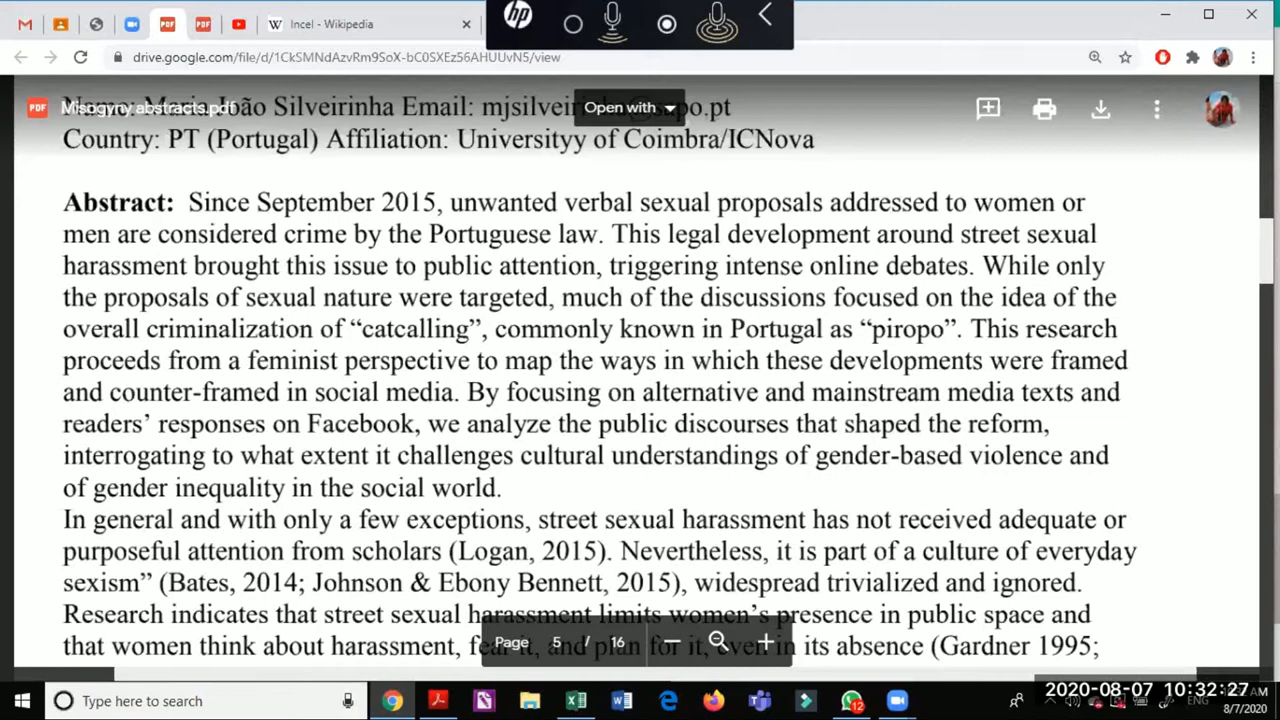 Incel - Wikipedia
hp
drive.google.com/file/d/1CkSMNdAzvRm9SoX-bC0SXEz56AHUUvN5/view
PDF Misogyny abstracts.pdf
Open with
João Silveirinha Email: .pt
Country: PT (Portugal) Affiliation: Universityy of Coimbra/ICNova
Abstract: Since September 2015, unwanted verbal sexual proposals addressed to women or
men are considered crime by the Portuguese law. This legal development around street sexual
harassment brought this issue to public attention, triggering intense online debates. While only
the proposals of sexual nature were targeted, much of the discussions focused on the idea of the
overall criminalization of “catcalling”, commonly known in Portugal as “piropo”. This research
proceeds from a feminist perspective to map the ways in which these developments were framed
and counter-framed in social media. By focusing on alternative and mainstream media texts and
readers’ responses on Facebook, we analyze the public discourses that shaped the reform,
interrogating to what extent it challenges cultural understandings of gender-based violence and
of gender inequality in the social world.
In general and with only a few exceptions, street sexual harassment has not received adequate or
purposeful attention from scholars (Logan, 2015). Nevertheless, it is part of a culture of everyday
sexism” (Bates, 2014; Johnson & Ebony Bennett, 2015), widespread trivialized and ignored.
Research indicates that street sexual harassment limits women’s presence in public space and
that women think about harassment, fear it, and plan for it, even in its absence (Gardner 1995;
Page 5 / 16
Type here to search
12
2020-08-07 10:32:27
ENG
8/7/2020